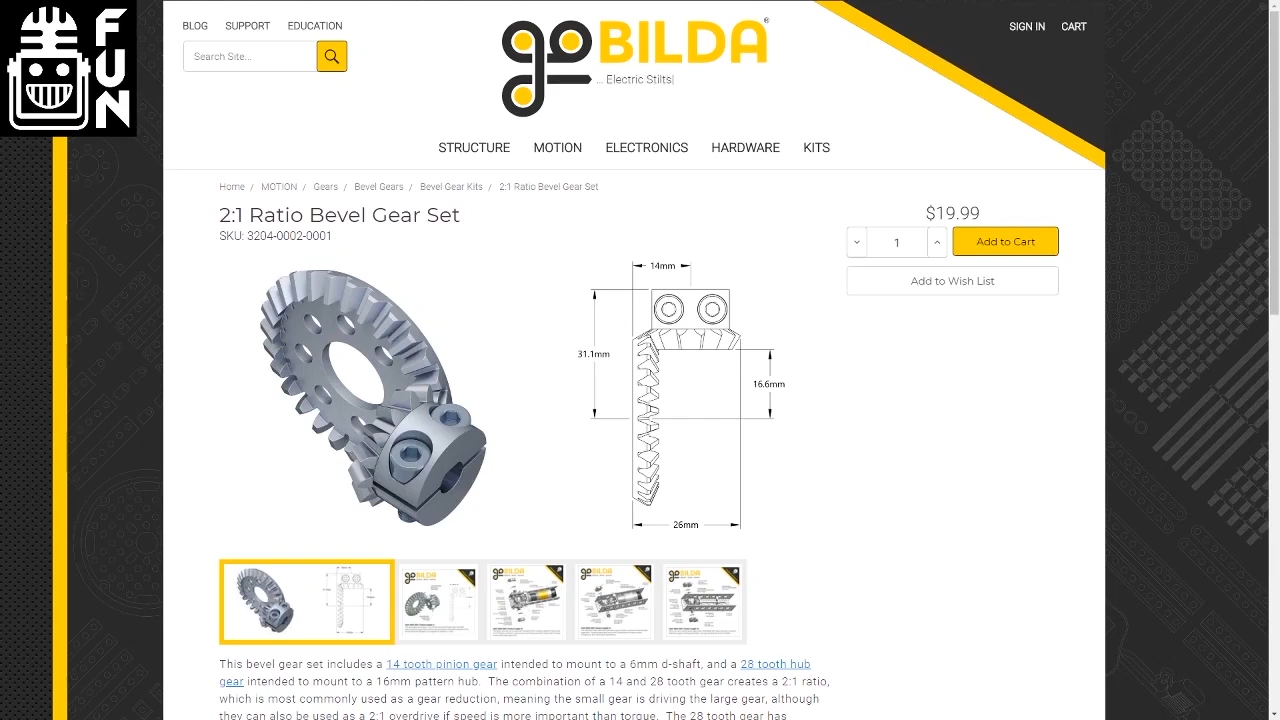 FUN
BLOG SUPPORT EDUCATION
Search Site...
goBILDA®
... Electric Stilts|
SIGN IN CART
STRUCTURE MOTION ELECTRONICS HARDWARE KITS
Home / MOTION / Gears / Bevel Gears / Bevel Gear Kits / 2:1 Ratio Bevel Gear Set
2:1 Ratio Bevel Gear Set
SKU: 3204-0002-0001
$19.99
1
Add to Cart
Add to Wish List
14mm
31.1mm
16.6mm
26mm
goBILDA
goBILDA
goBILDA
goBILDA
This bevel gear set includes a 14 tooth pinion gear intended to mount to a 6mm d-shaft, and a 28 tooth hub
gear intended to mount to a 16mm pattern hub. The combination of a 14 and 28 tooth gear creates a 2:1 ratio,
which is most commonly used as a gear reduction, meaning the small gear is driving the large gear, although
they can also be used as a 2:1 overdrive if speed is more important than torque. The 28 tooth gear has